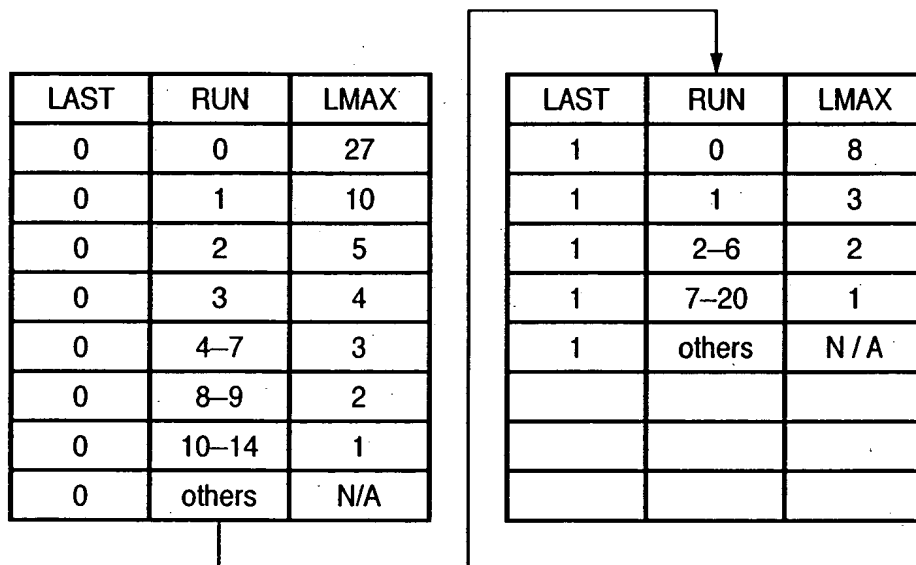 LAST RUN LMAX
0 0 27
0 1 10
0 2 5
0 3 4
0 4–7 3
0 8–9 2
0 10–14 1
0 others N/A
LAST RUN LMAX
1 0 8
1 1 3
1 2–6 2
1 7–20 1
1 others N / A